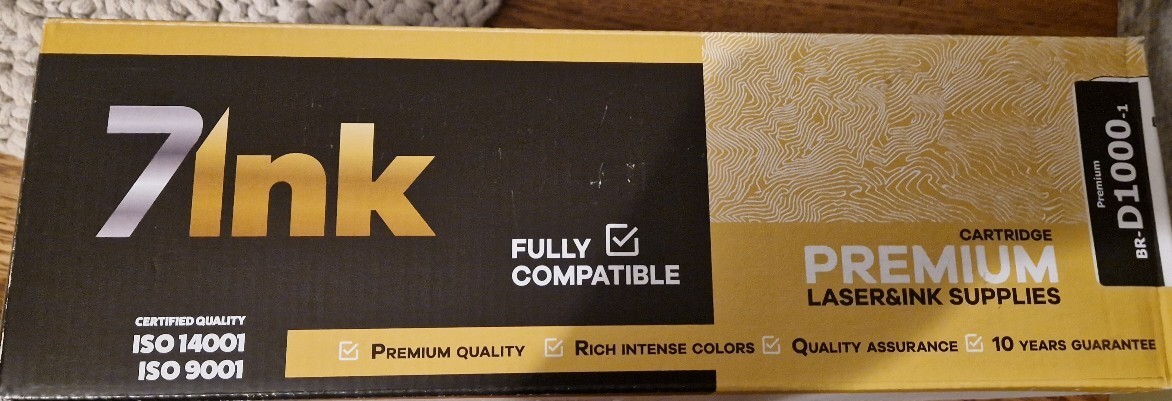 7Ink
FULLY
COMPATIBLE
CERTIFIED QUALITY
ISO 14001
ISO 9001
CARTRIDGE
PREMIUM
LASER&INK SUPPLIES
PREMIUM QUALITY RICH INTENSE COLORS QUALITY ASSURANCE 10 YEARS GUARANTEE
Premium
BR-D1000-1